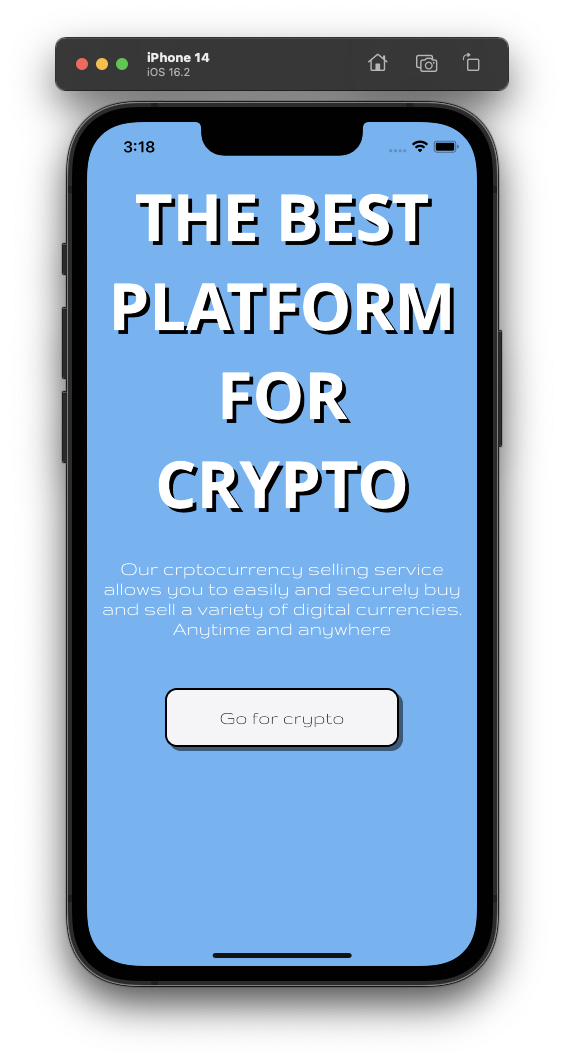 iPhone 14
iOS 16.2
3:18
THE BEST
PLATFORM
FOR
CRYPTO
Our crptocurrency selling service
allows you to easily and securely buy
and sell a variety of digital currencies.
Anytime and anywhere
Go for crypto